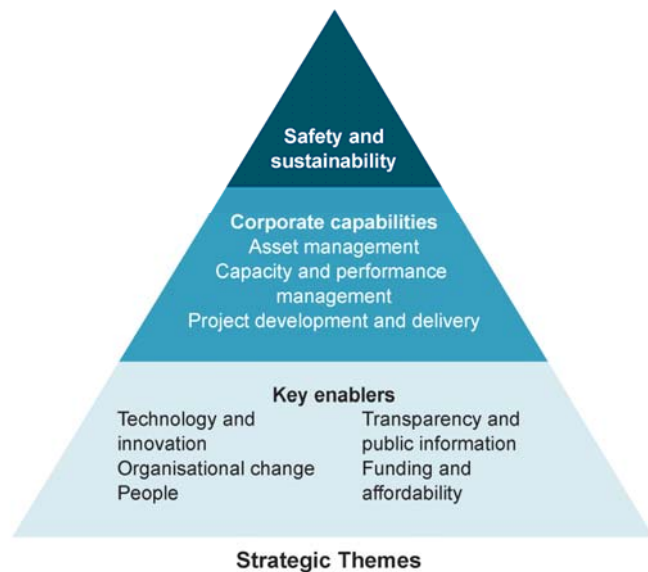 Safety and
sustainability
Corporate capabilities
Asset management
Capacity and performance
management
Project development and delivery
Key enablers
Technology and
innovation
Organisational change
People
Transparency and
public information
Funding and
affordability
Strategic Themes